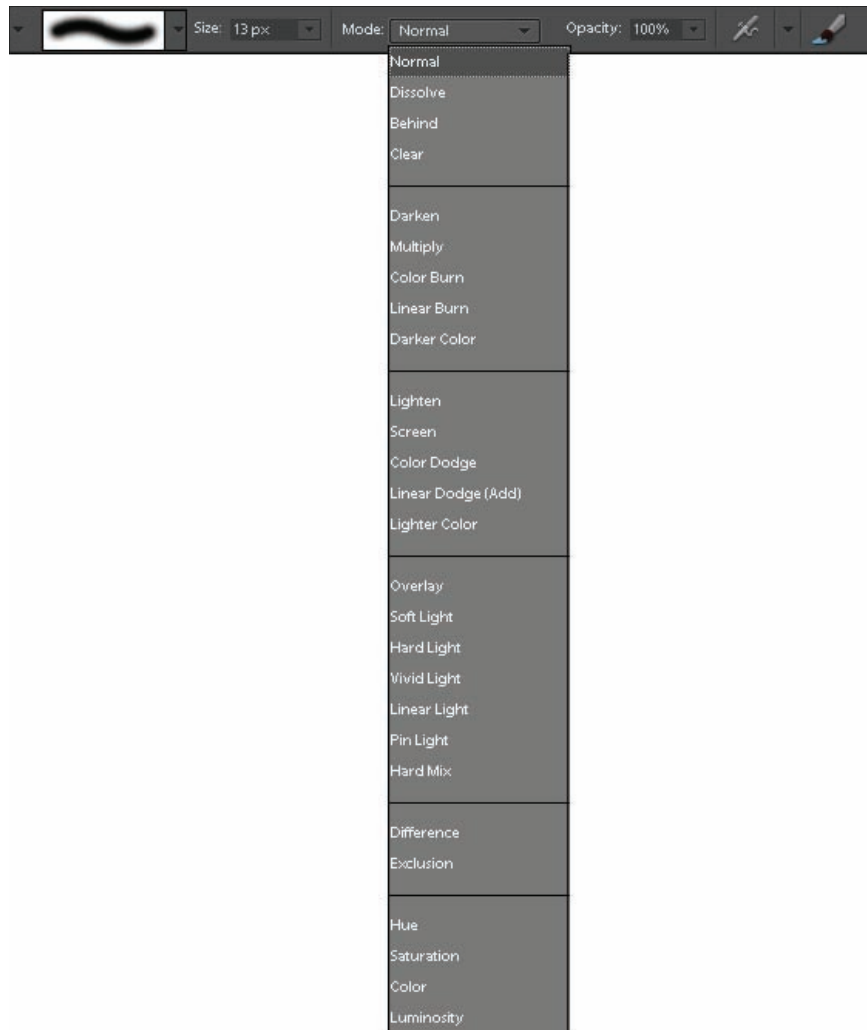 Size: 13 px Mode: Normal Opacity: 100%
Normal
Dissolve
Behind
Clear
Darken
Multiply
Color Burn
Linear Burn
Darker Color
Lighten
Screen
Color Dodge
Linear Dodge (Add)
Lighter Color
Overlay
Soft Light
Hard Light
Vivid Light
Linear Light
Pin Light
Hard Mix
Difference
Exclusion
Hue
Saturation
Color
Luminosity